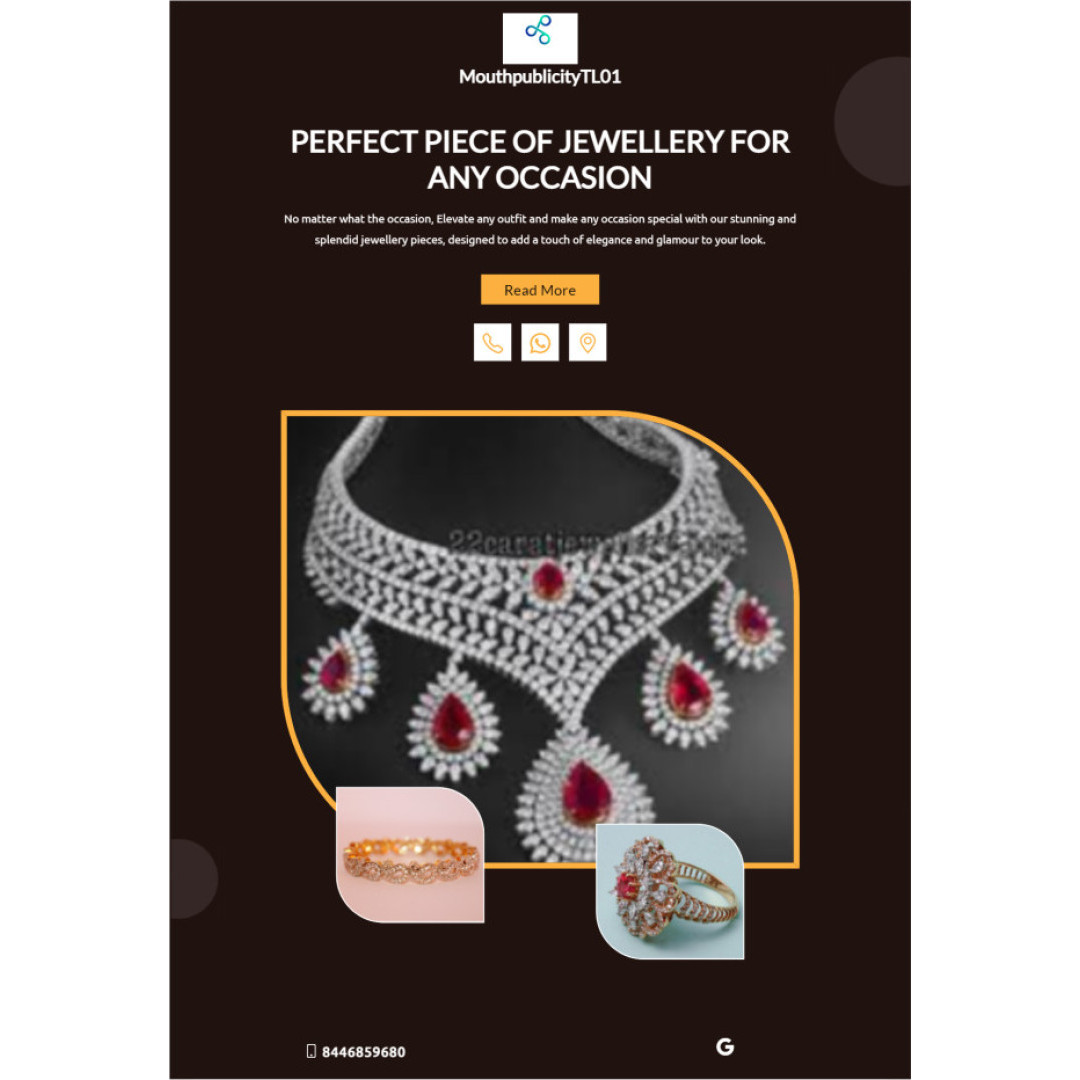 MouthpublicityTL01
PERFECT PIECE OF JEWELLERY FOR
ANY OCCASION
No matter what the occasion, Elevate any outfit and make any occasion special with our stunning and
splendid jewellery pieces, designed to add a touch of elegance and glamour to your look.
Read More
8446859680
G